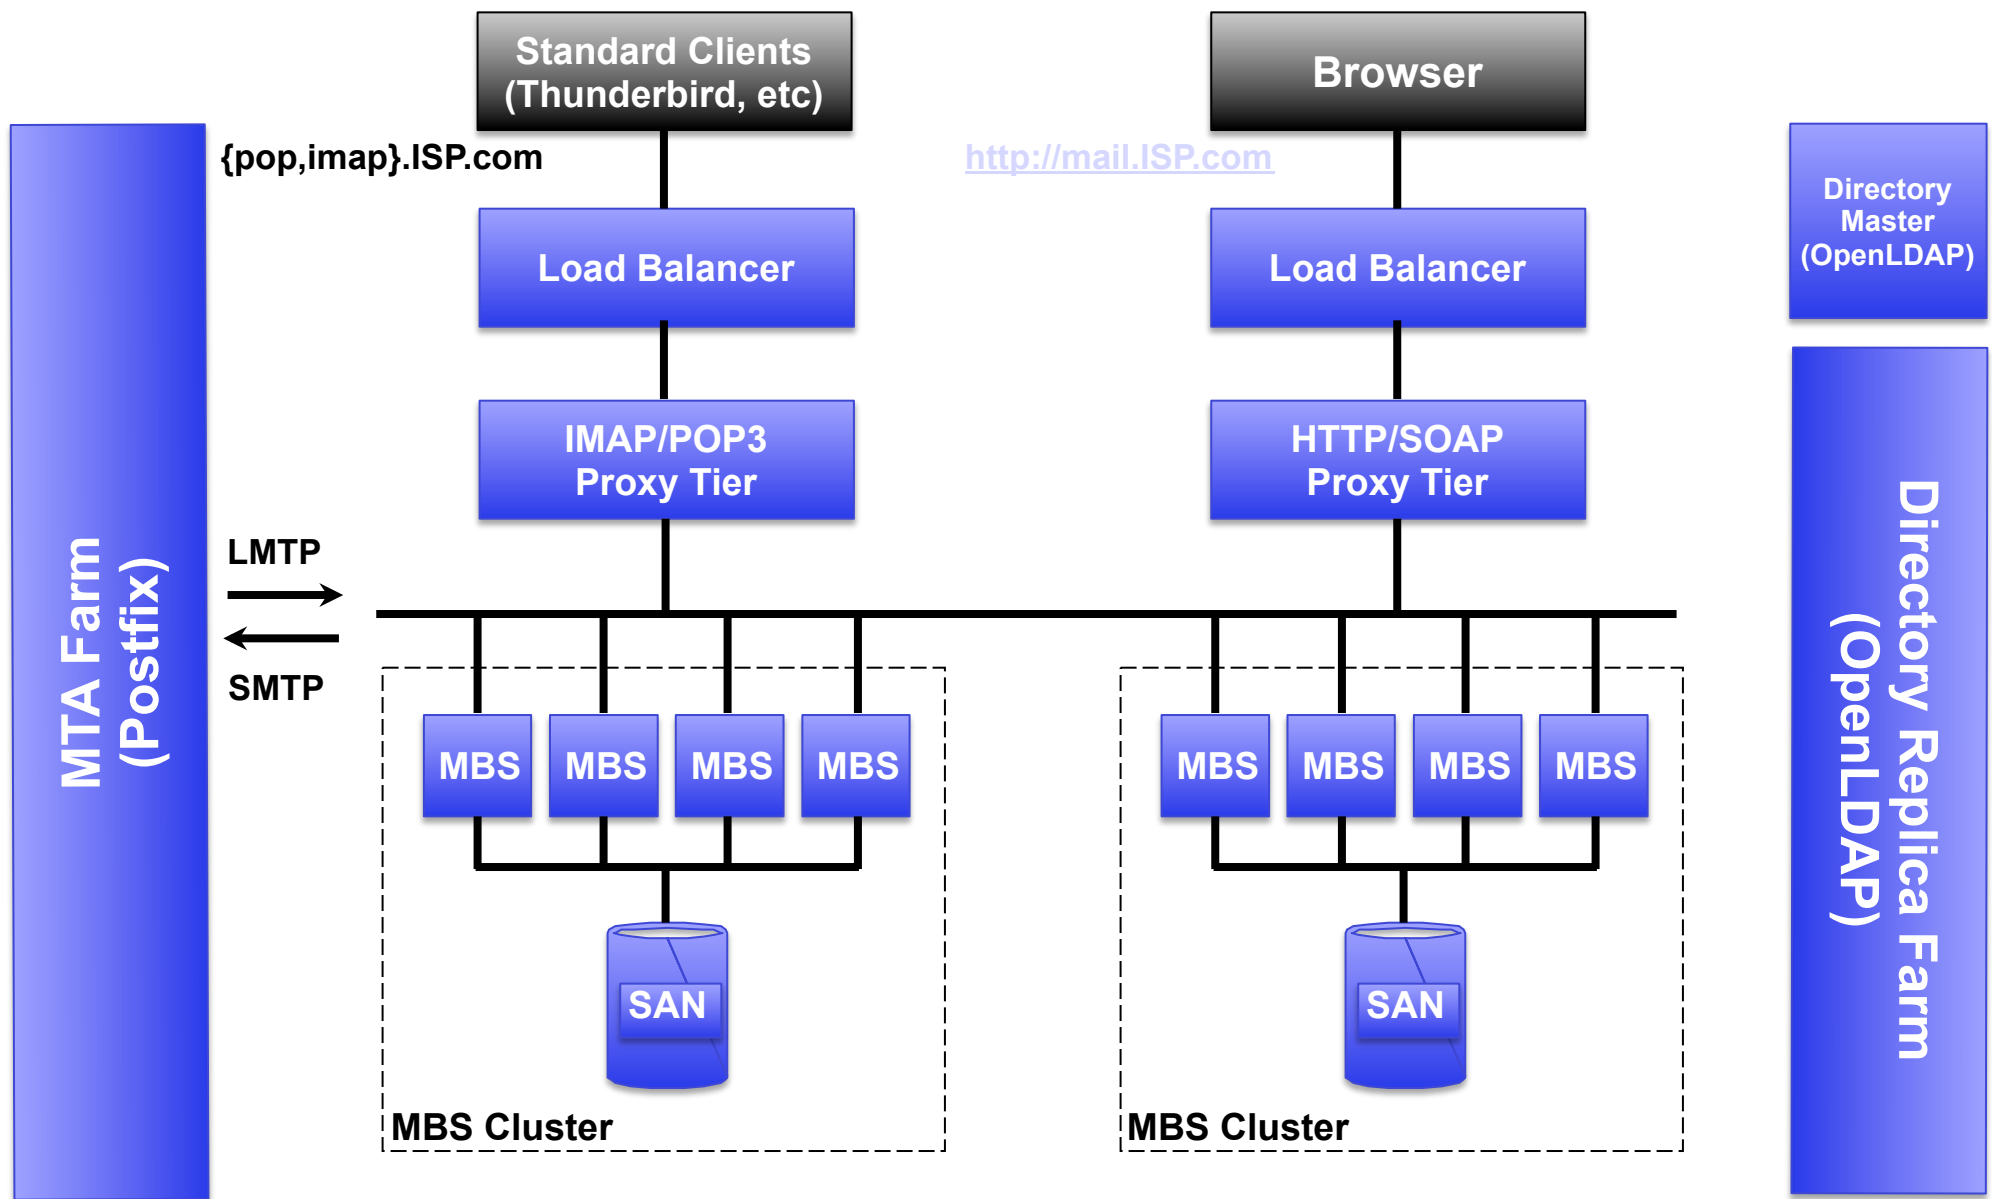 Standard Clients
(Thunderbird, etc)
Browser
{pop,imap}.ISP.com
http://mail.ISP.com
Directory
Master
(OpenLDAP)
Load Balancer
Load Balancer
IMAP/POP3
Proxy Tier
HTTP/SOAP
Proxy Tier
MTA Farm
(Postfix)
LMTP
SMTP
Directory Replica Farm
(OpenLDAP)
MBS
MBS
MBS
MBS
MBS
MBS
MBS
MBS
SAN
SAN
MBS Cluster
MBS Cluster